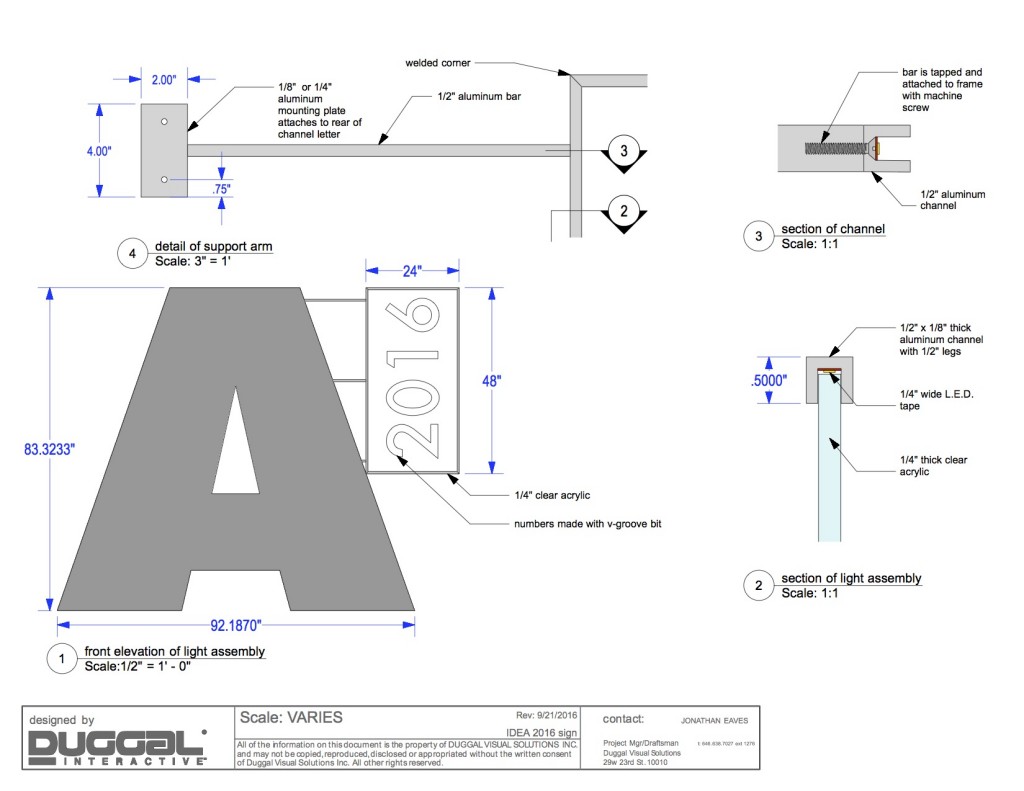 welded corner
2.00"
1/8" or 1/4"
aluminum
mounting plate
attaches to rear of
channel letter
1/2" aluminum bar
4.00"
.75"
3
2
4
detail of support arm
Scale: 3" = 1'
bar is tapped and
attached to frame
with machine
screw
1/2" aluminum
channel
3
section of channel
Scale: 1:1
24"
2016
48"
83.3233"
92.1870"
1/4" clear acrylic
numbers made with v-groove bit
A
1
front elevation of light assembly
Scale:1/2" = 1' - 0"
1/2" x 1/8" thick
aluminum channel
with 1/2" legs
.5000"
1/4" wide L.E.D.
tape
1/4" thick clear
acrylic
2
section of light assembly
Scale: 1:1
designed by
DUGGAL
INTERACTIVE
Scale: VARIES
Rev: 9/21/2016
IDEA 2016 sign
All of the information on this document is the property of DUGGAL VISUAL SOLUTIONS INC.
and may not be copied, reproduced, disclosed or appropriated without the written consent
of Duggal Visual Solutions Inc. All other rights reserved.
contact:
JONATHAN EAVES
Project Mgr/Draftsman
t: 646.638.7027 ext 1276
Duggal Visual Solutions
29w 23rd St. 10010